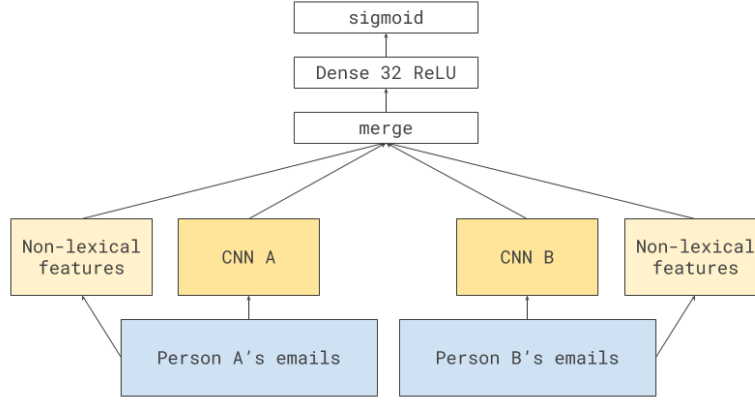 sigmoid
Dense 32 ReLU
merge
Non-lexical
features
CNN A
CNN B
Non-lexical
features
Person A’s emails
Person B’s emails